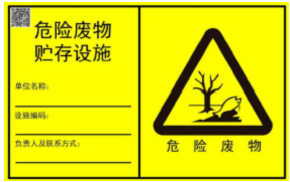 危险废物
贮存设施
单位名称：
设施编码：
负责人及联系方式：
危险废物